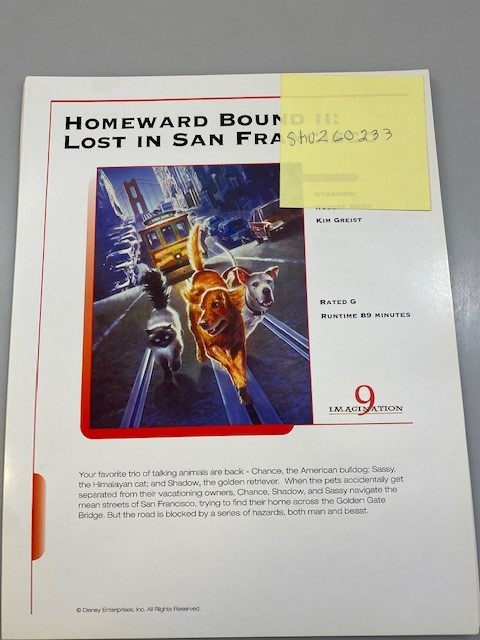 HOMEWARD BOUND II:
LOST IN SAN FRA
SHU260233
STARRING
KIM GREIST
RATED G
RUNTIME 89 MINUTES
9
IMAGINATION
Your favorite trio of talking animals are back - Chance, the American bulldog; Sassy,
the Himalayan cat; and Shadow, the golden retriever. When the pets accidentally get
separated from their vacationing owners, Chance, Shadow, and Sassy navigate the
mean streets of San Francisco, trying to find their home across the Golden Gate
Bridge. But the road is blocked by a series of hazards, both man and beast.
© Disney Enterprises, Inc. All Rights Reserved.